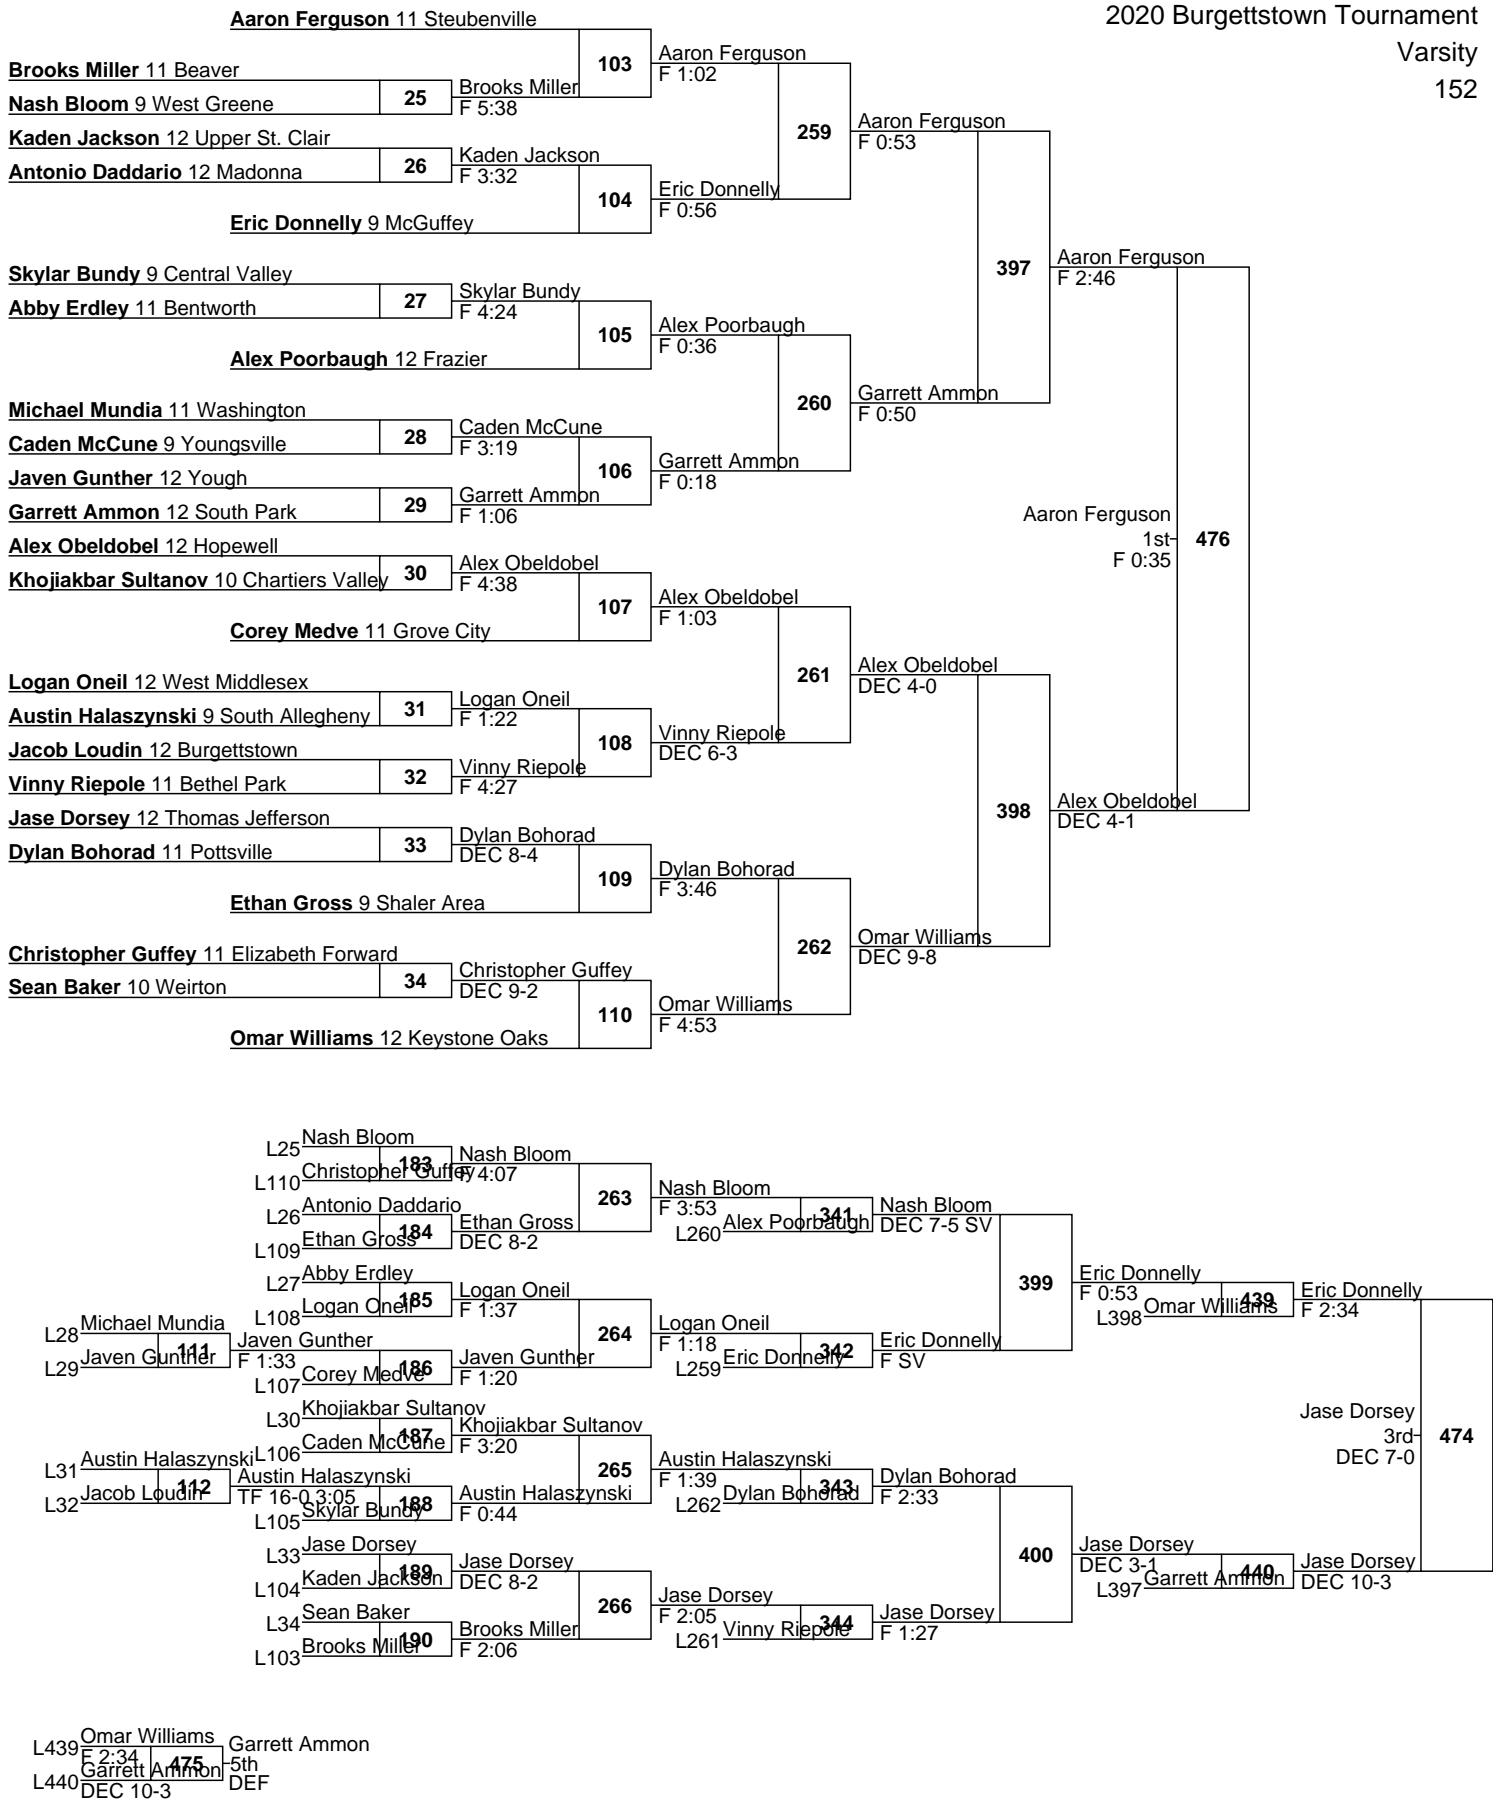 2020 Burgettstown Tournament
Varsity
152
Aaron Ferguson 11 Steubenville
103
Aaron Ferguson
F 1:02
Brooks Miller 11 Beaver
25
Brooks Miller
F 5:38
Nash Bloom 9 West Greene
259
Aaron Ferguson
F 0:53
Kaden Jackson 12 Upper St. Clair
26
Kaden Jackson
F 3:32
Antonio Daddario 12 Madonna
104
Eric Donnelly
F 0:56
Eric Donnelly 9 McGuffey
397
Aaron Ferguson
F 2:46
Skylar Bundy 9 Central Valley
27
Skylar Bundy
F 4:24
Abby Erdley 11 Bentworth
105
Alex Poorbaugh
F 0:36
Alex Poorbaugh 12 Frazier
260
Garrett Ammon
F 0:50
Michael Mundia 11 Washington
28
Caden McCune
F 3:19
Caden McCune 9 Youngsville
106
Garrett Ammon
F 0:18
Javen Gunther 12 Yough
29
Garrett Ammon
F 1:06
Garrett Ammon 12 South Park
Aaron Ferguson
1st
F 0:35
476
Alex Obeldobel 12 Hopewell
30
Alex Obeldobel
F 4:38
Khojiakbar Sultanov 10 Chartiers Valley
107
Alex Obeldobel
F 1:03
Corey Medve 11 Grove City
261
Alex Obeldobel
DEC 4-0
Logan Oneil 12 West Middlesex
31
Logan Oneil
F 1:22
Austin Halaszynski 9 South Allegheny
108
Vinny Riepole
DEC 6-3
Jacob Loudin 12 Burgettstown
32
Vinny Riepole
F 4:27
Vinny Riepole 11 Bethel Park
398
Alex Obeldobel
DEC 4-1
Jase Dorsey 12 Thomas Jefferson
33
Dylan Bohorad
DEC 8-4
Dylan Bohorad 11 Pottsville
109
Dylan Bohorad
F 3:46
Ethan Gross 9 Shaler Area
262
Omar Williams
DEC 9-8
Christopher Guffey 11 Elizabeth Forward
34
Christopher Guffey
DEC 9-2
Sean Baker 10 Weirton
110
Omar Williams
F 4:53
Omar Williams 12 Keystone Oaks
L25 Nash Bloom
183
Nash Bloom
F 4:07
L110 Christopher Guffey
263
Nash Bloom
F 3:53
L26 Antonio Daddario
184
Ethan Gross
DEC 8-2
L109 Ethan Gross
341
L260 Alex Poorbaugh
Nash Bloom
DEC 7-5 SV
L27 Abby Erdley
185
Logan Oneil
F 1:37
L108 Logan Oneil
399
Eric Donnelly
F 0:53
439
L398 Omar Williams
Eric Donnelly
F 2:34
L28 Michael Mundia
111
L29 Javen Gunther
Javen Gunther
F 1:33
186
L107 Corey Medve
Javen Gunther
F 1:20
264
Logan Oneil
F 1:18
342
L259 Eric Donnelly
Eric Donnelly
F SV
L30 Khojiakbar Sultanov
187
Khojiakbar Sultanov
F 3:20
L106 Caden McCune
265
Austin Halaszynski
F 1:39
343
L262 Dylan Bohorad
Dylan Bohorad
F 2:33
Jase Dorsey
3rd
DEC 7-0
474
L31 Austin Halaszynski
112
L32 Jacob Loudin
Austin Halaszynski
TF 16-0 3:05
188
L105 Skylar Bundy
Austin Halaszynski
F 0:44
L33 Jase Dorsey
189
Jase Dorsey
DEC 8-2
L104 Kaden Jackson
400
Jase Dorsey
DEC 3-1
440
L397 Garrett Ammon
Jase Dorsey
DEC 10-3
266
Jase Dorsey
F 2:05
344
L261 Vinny Riepole
Jase Dorsey
F 1:27
L34 Sean Baker
190
Brooks Miller
F 2:06
L103 Brooks Miller
L439 Omar Williams
F 2:34
475
L440 Garrett Ammon
DEC 10-3
Garrett Ammon
5th
DEF